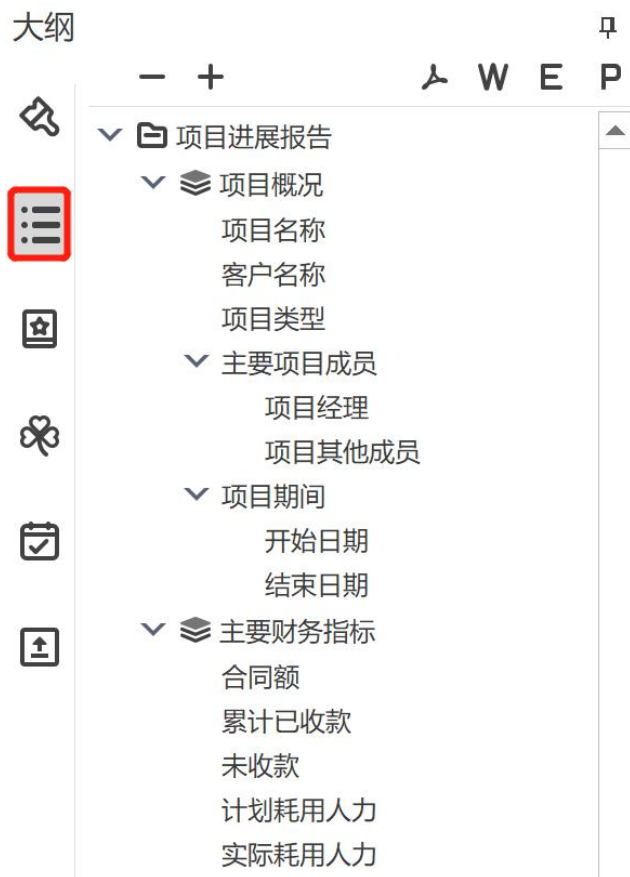 大纲
W E P
项目进展报告
项目概况
项目名称
客户名称
项目类型
主要项目成员
项目经理
项目其他成员
项目期间
开始日期
结束日期
主要财务指标
合同额
累计已收款
未收款
计划耗用人力
实际耗用人力